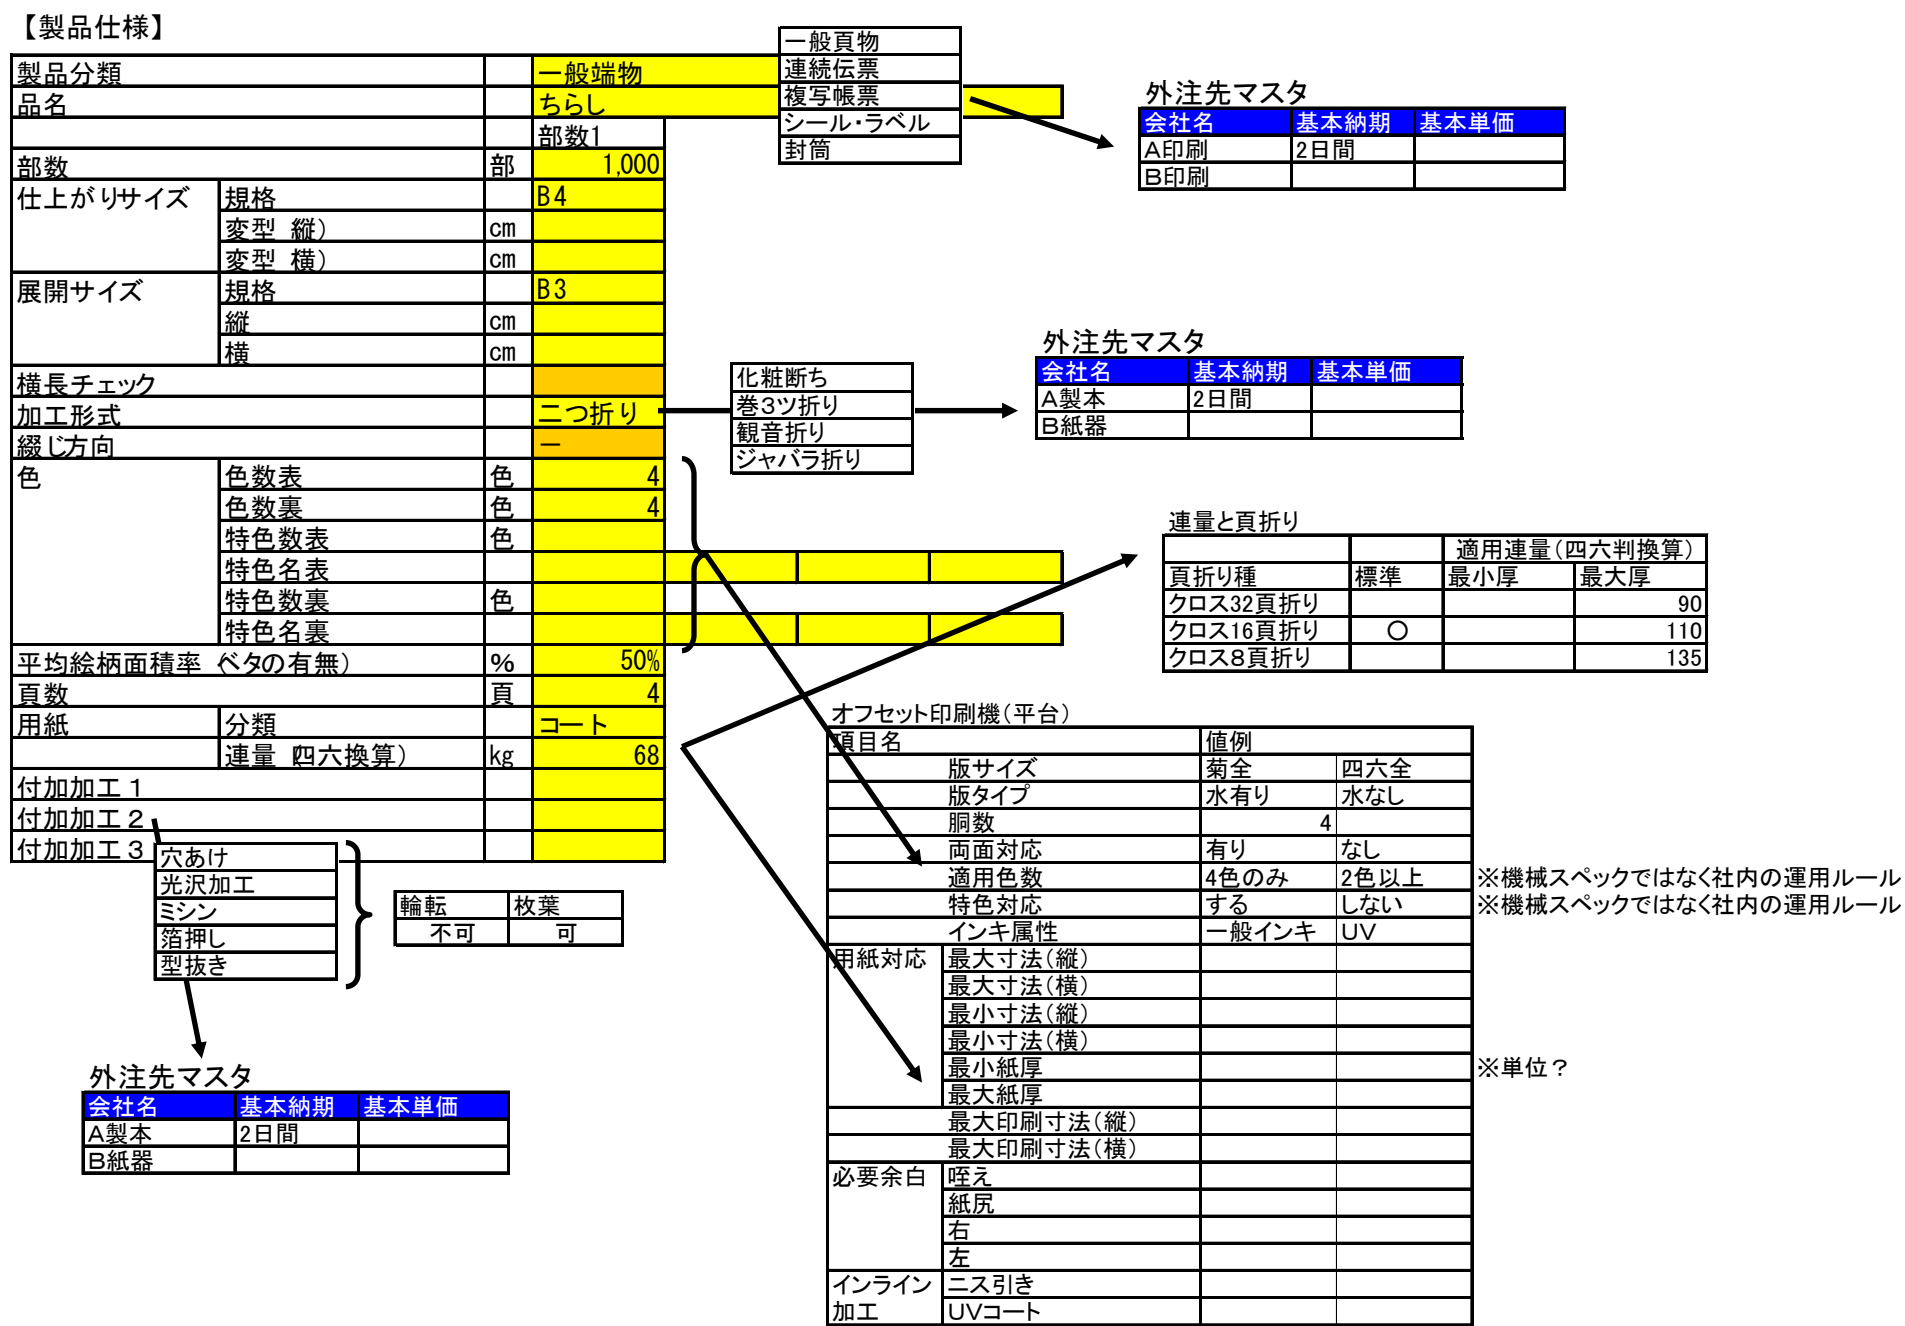 【製品仕様】
製品分類 一般端物
品名 ちらし
部数1
部数 部 1,000
仕上がりサイズ 規格 B4
変型 縦） cm
変型 横） cm
展開サイズ 規格 B3
縦 cm
横 cm
横長チェック
加工形式 二つ折り
綴じ方向 －
色 色数表 色 4
色数裏 色 4
特色数表 色
特色名表
特色数裏 色
特色名裏
平均絵柄面積率 ベタの有無） % 50%
頁数 頁 4
用紙 分類 コート
連量 四六換算） kg 68
付加加工１
付加加工２
付加加工３
一般頁物
連続伝票
複写帳票
シール・ラベル
封筒
外注先マスタ
会社名 基本納期 基本単価
A印刷 2日間
B印刷
化粧断ち
巻３ツ折り
観音折り
ジャバラ折り
外注先マスタ
会社名 基本納期 基本単価
A製本 2日間
B紙器
連量と頁折り
適用連量（四六判換算）
頁折り種 標準 最小厚 最大厚
クロス32頁折り 90
クロス16頁折り ○ 110
クロス８頁折り 135
穴あけ
光沢加工
ミシン
箔押し
型抜き
輪転 枚葉
不可 可
外注先マスタ
会社名 基本納期 基本単価
A製本 2日間
B紙器
オフセット印刷機（平台）
項目名 値例
版サイズ 菊全 四六全
版タイプ 水有り 水なし
胴数 4
両面対応 有り なし
適用色数 4色のみ 2色以上 ※機械スペックではなく社内の運用ルール
特色対応 する しない ※機械スペックではなく社内の運用ルール
インキ属性 一般インキ UV
用紙対応 最大寸法（縦）
最大寸法（横）
最小寸法（縦）
最小寸法（横）
最小紙厚 ※単位？
最大紙厚
最大印刷寸法（縦）
最大印刷寸法（横）
必要余白 咥え
紙尻
右
左
インライン ニス引き
加工 UVコート